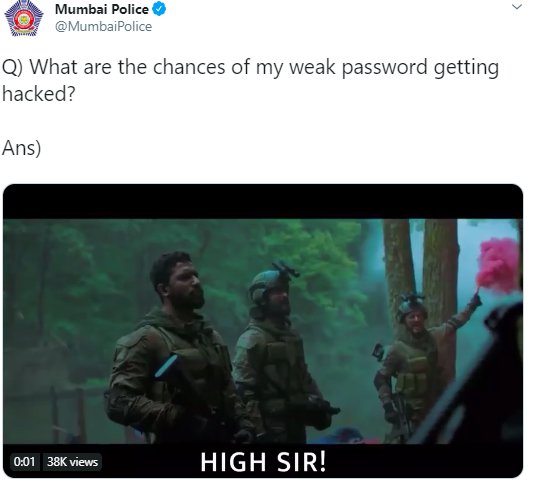 Mumbai Police
@MumbaiPolice
Q) What are the chances of my weak password getting
hacked?
Ans)
0:01 38K views
HIGH SIR!